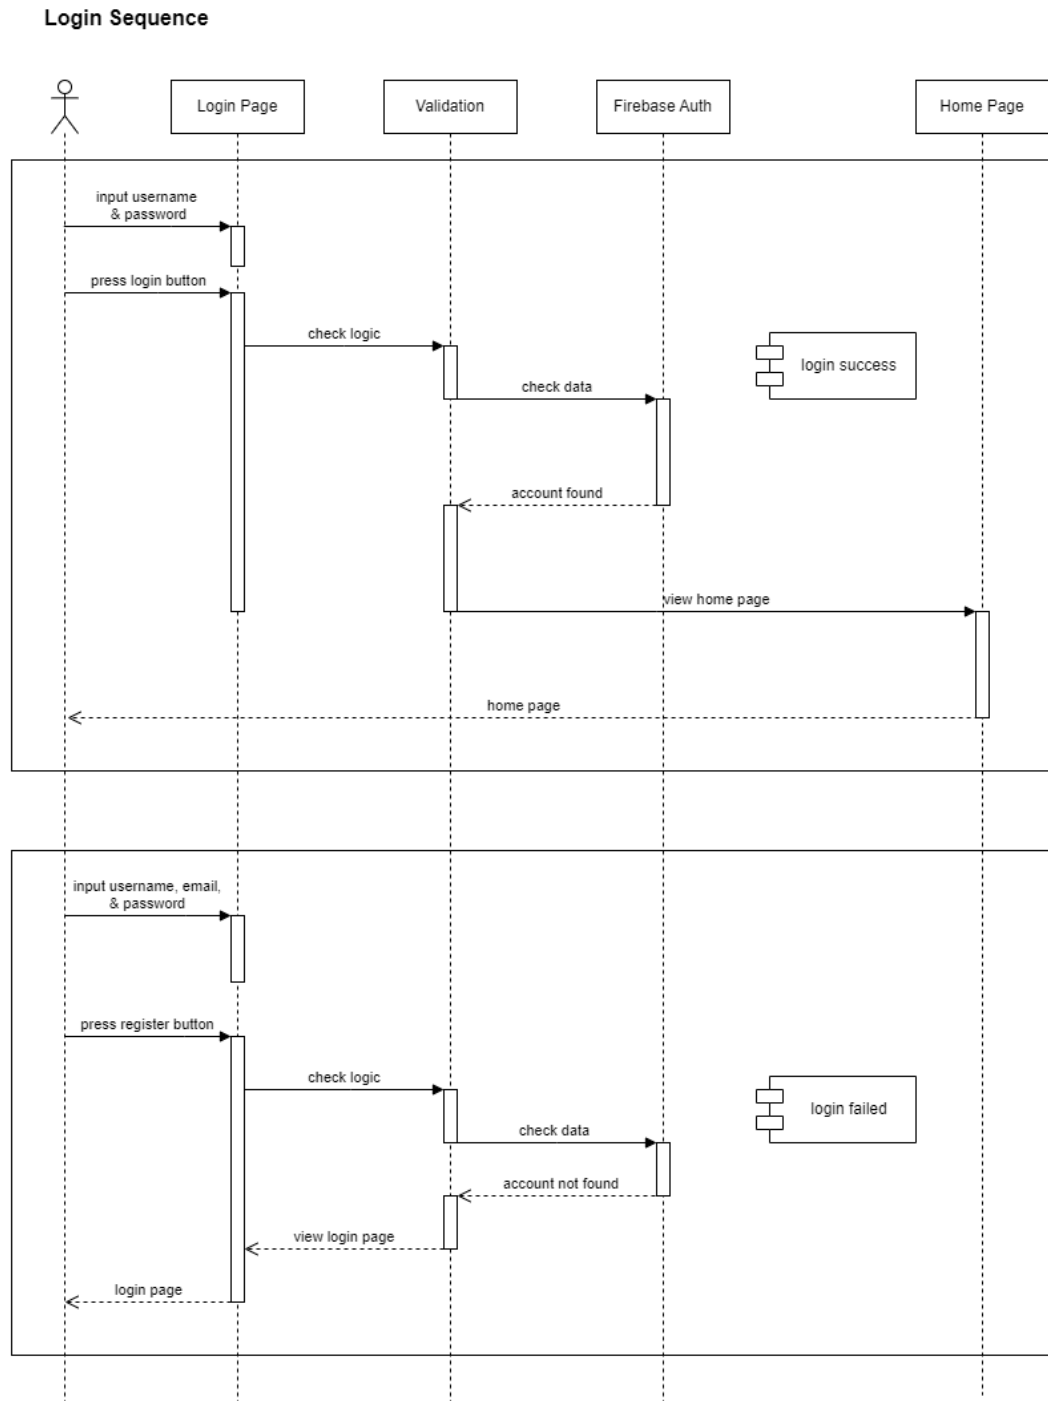 Login Sequence
Login Page
Validation
Firebase Auth
Home Page
input username
& password
press login button
check logic
login success
check data
account found
view home page
home page
input username, email,
& password
press register button
check logic
login failed
check data
account not found
view login page
login page